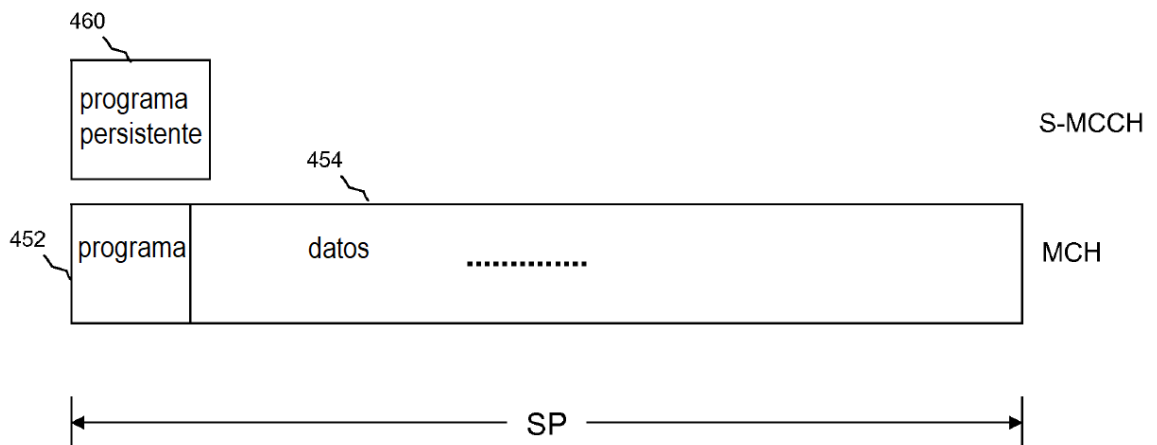 460
programa
persistente
S-MCCH
454
452
programa
datos
MCH
SP